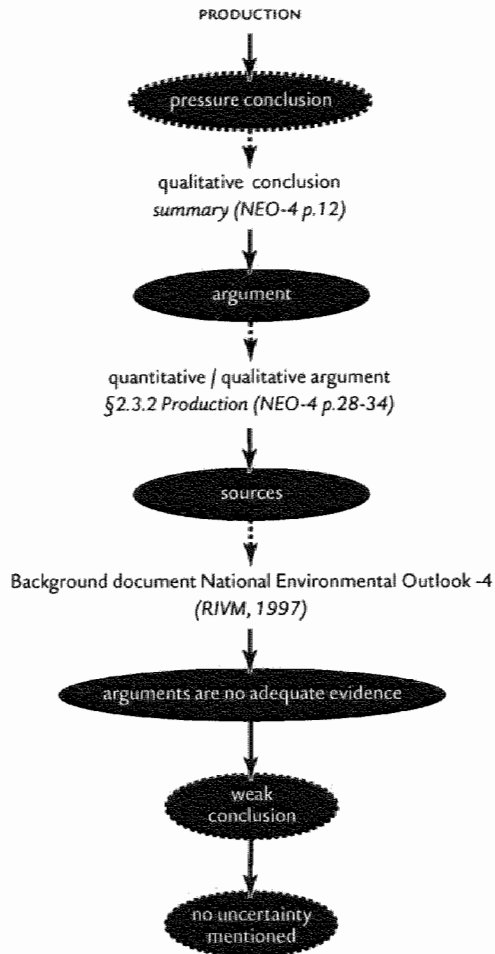 PRODUCTION
pressure conclusion
qualitative conclusion
summary (NEO-4 p.12)
argument
quantitative / qualitative argument
§2.3.2 Production (NEO-4 p.28-34)
sources
Background document National Environmental Outlook -4
(RIVM, 1997)
arguments are no adequate evidence
weak
conclusion
no uncertainty
mentioned